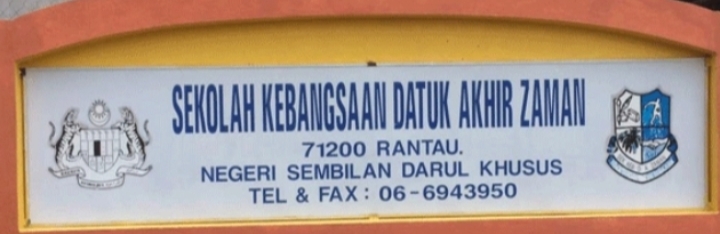 SEKOLAH KEBANGSAAN DATUK AKHIR ZAMAN
71200 RANTAU.
NEGERI SEMBILAN DARUL KHUSUS
TEL & FAX : 06-6943950